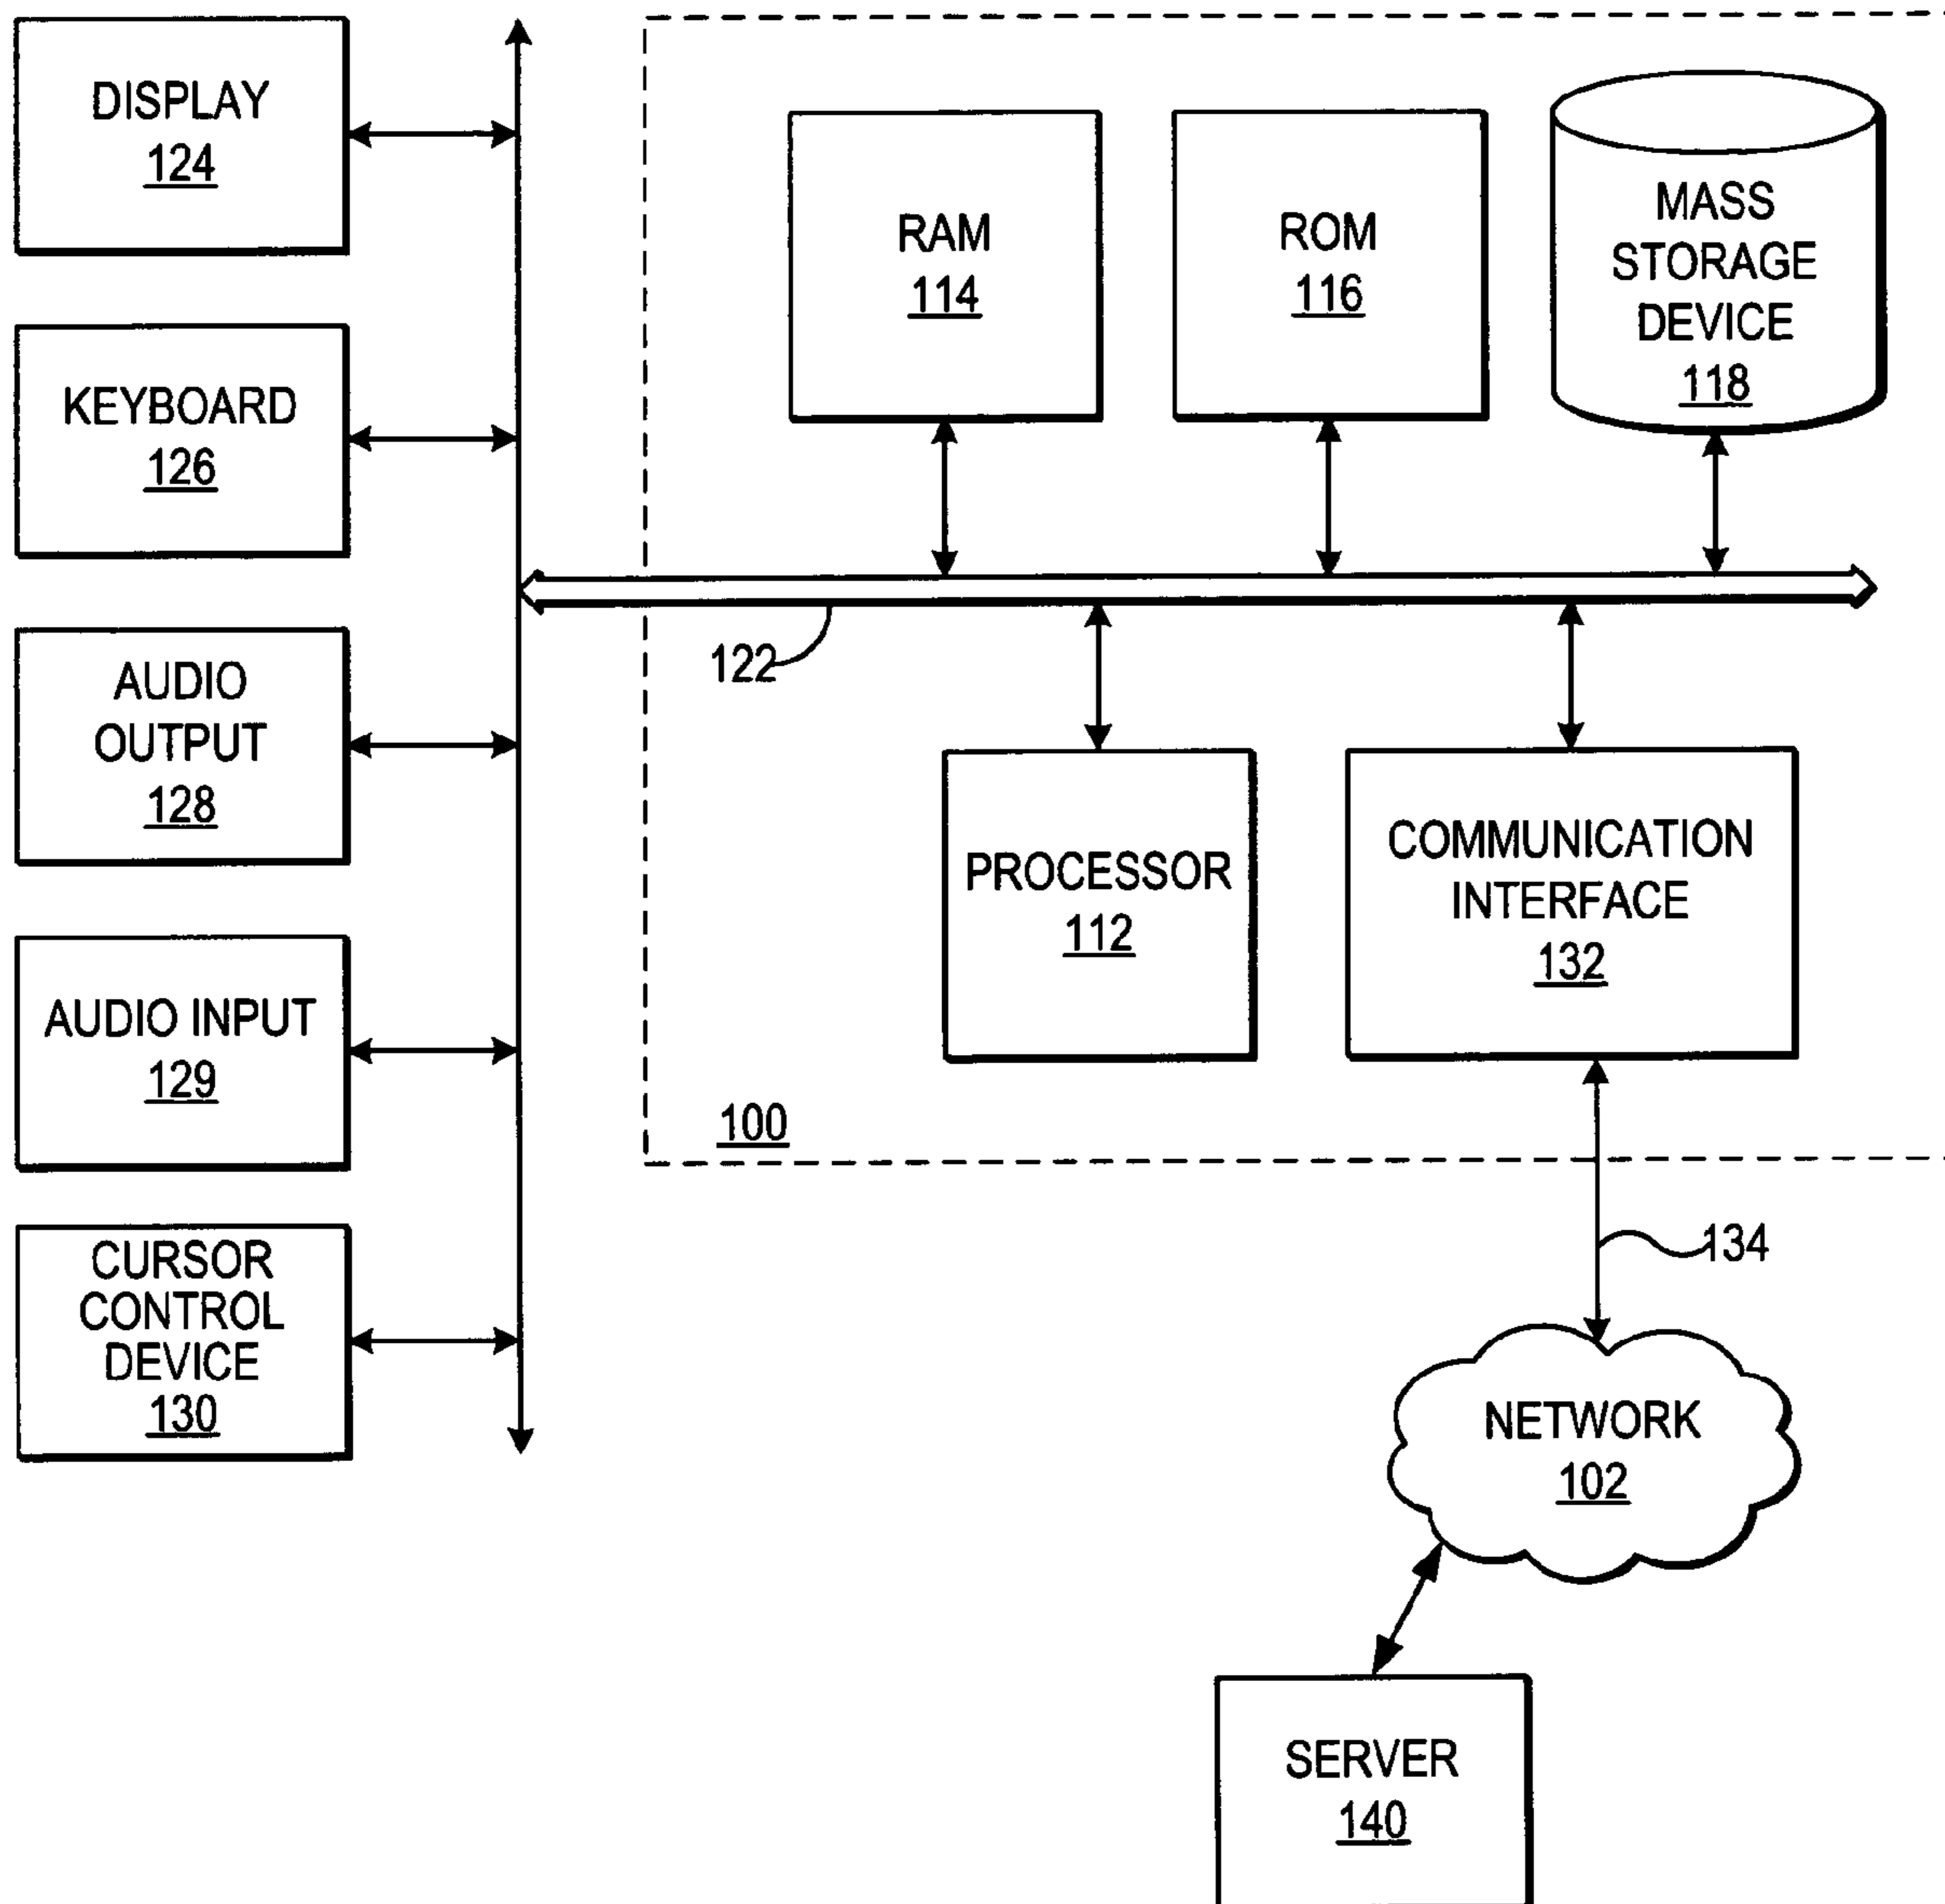 DISPLAY
124
KEYBOARD
126
AUDIO
OUTPUT
128
AUDIO INPUT
129
CURSOR
CONTROL
DEVICE
130
RAM
114
ROM
116
MASS
STORAGE
DEVICE
118
122
PROCESSOR
112
COMMUNICATION
INTERFACE
132
100
134
NETWORK
102
SERVER
140